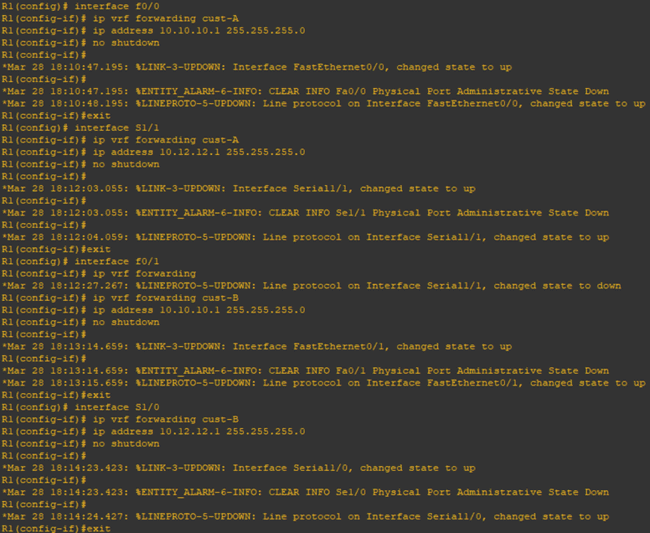 R1(config)# interface f0/0
R1(config-if)# ip vrf forwarding cust-A
R1(config-if)# ip address 10.10.10.1 255.255.255.0
R1(config-if)# no shutdown
R1(config-if)#
*Mar 28 18:10:47.195: %LINK-3-UPDOWN: Interface FastEthernet0/0, changed state to up
R1(config-if)#
*Mar 28 18:10:47.195: %ENTITY_ALARM-6-INFO: CLEAR INFO Fa0/0 Physical Port Administrative State Down
*Mar 28 18:10:48.195: %LINEPROTO-5-UPDOWN: Line protocol on Interface FastEthernet0/0, changed state to up
R1(config-if)#exit
R1(config)# interface S1/1
R1(config-if)# ip vrf forwarding cust-A
R1(config-if)# ip address 10.12.12.1 255.255.255.0
R1(config-if)# no shutdown
R1(config-if)#
*Mar 28 18:12:03.055: %LINK-3-UPDOWN: Interface Serial1/1, changed state to up
R1(config-if)#
*Mar 28 18:12:03.055: %ENTITY_ALARM-6-INFO: CLEAR INFO Se1/1 Physical Port Administrative State Down
R1(config-if)#
*Mar 28 18:12:04.059: %LINEPROTO-5-UPDOWN: Line protocol on Interface Serial1/1, changed state to up
R1(config-if)#exit
R1(config)# interface f0/1
R1(config-if)# ip vrf forwarding
*Mar 28 18:12:27.267: %LINEPROTO-5-UPDOWN: Line protocol on Interface Serial1/1, changed state to down
R1(config-if)# ip vrf forwarding cust-B
R1(config-if)# ip address 10.10.10.1 255.255.255.0
R1(config-if)# no shutdown
R1(config-if)#
*Mar 28 18:13:14.659: %LINK-3-UPDOWN: Interface FastEthernet0/1, changed state to up
R1(config-if)#
*Mar 28 18:13:14.659: %ENTITY_ALARM-6-INFO: CLEAR INFO Fa0/1 Physical Port Administrative State Down
*Mar 28 18:13:15.659: %LINEPROTO-5-UPDOWN: Line protocol on Interface FastEthernet0/1, changed state to up
R1(config-if)#exit
R1(config)# interface S1/0
R1(config-if)# ip vrf forwarding cust-B
R1(config-if)# ip address 10.12.12.1 255.255.255.0
R1(config-if)# no shutdown
R1(config-if)#
*Mar 28 18:14:23.423: %LINK-3-UPDOWN: Interface Serial1/0, changed state to up
R1(config-if)#
*Mar 28 18:14:23.423: %ENTITY_ALARM-6-INFO: CLEAR INFO Se1/0 Physical Port Administrative State Down
R1(config-if)#
*Mar 28 18:14:24.427: %LINEPROTO-5-UPDOWN: Line protocol on Interface Serial1/0, changed state to up
R1(config-if)#exit